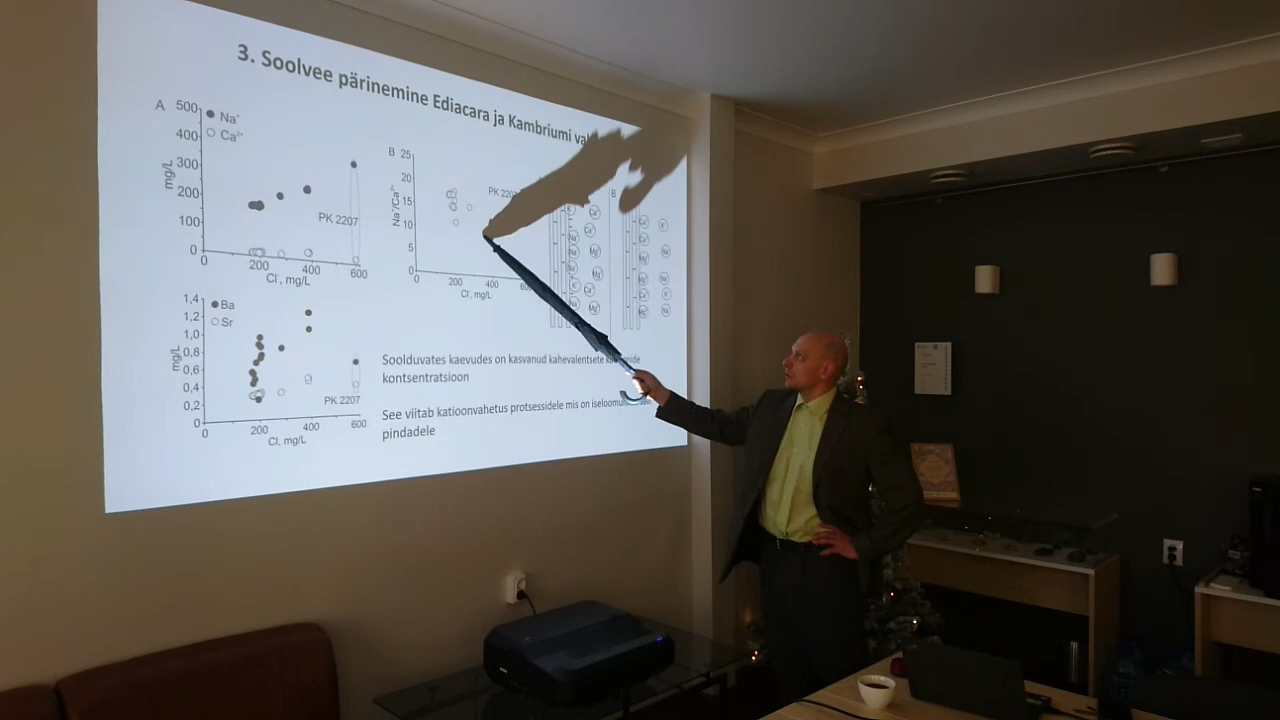 3. Soolvee pärinemine Ediacara ja Kambriumi
A
500
400
300
200
100
0
mg/L
Na⁺
Ca²⁺
PK 2207
0
200
400
600
Cl⁻, mg/L
B
25
20
15
10
5
0
Na⁺/Ca²⁺
PK 2207
200
400
Cl, mg/L
B
1,4
1,2
1,0
0,8
0,6
0,4
0,2
0
mg/L
Ba
Sr
PK 2207
0
200
400
600
Cl, mg/L
Soolduvates kaevudes on kasvanud kahevalentsete
kontsentratsioon
See viitab katioonvahetus protsessidele mis on
pindadele